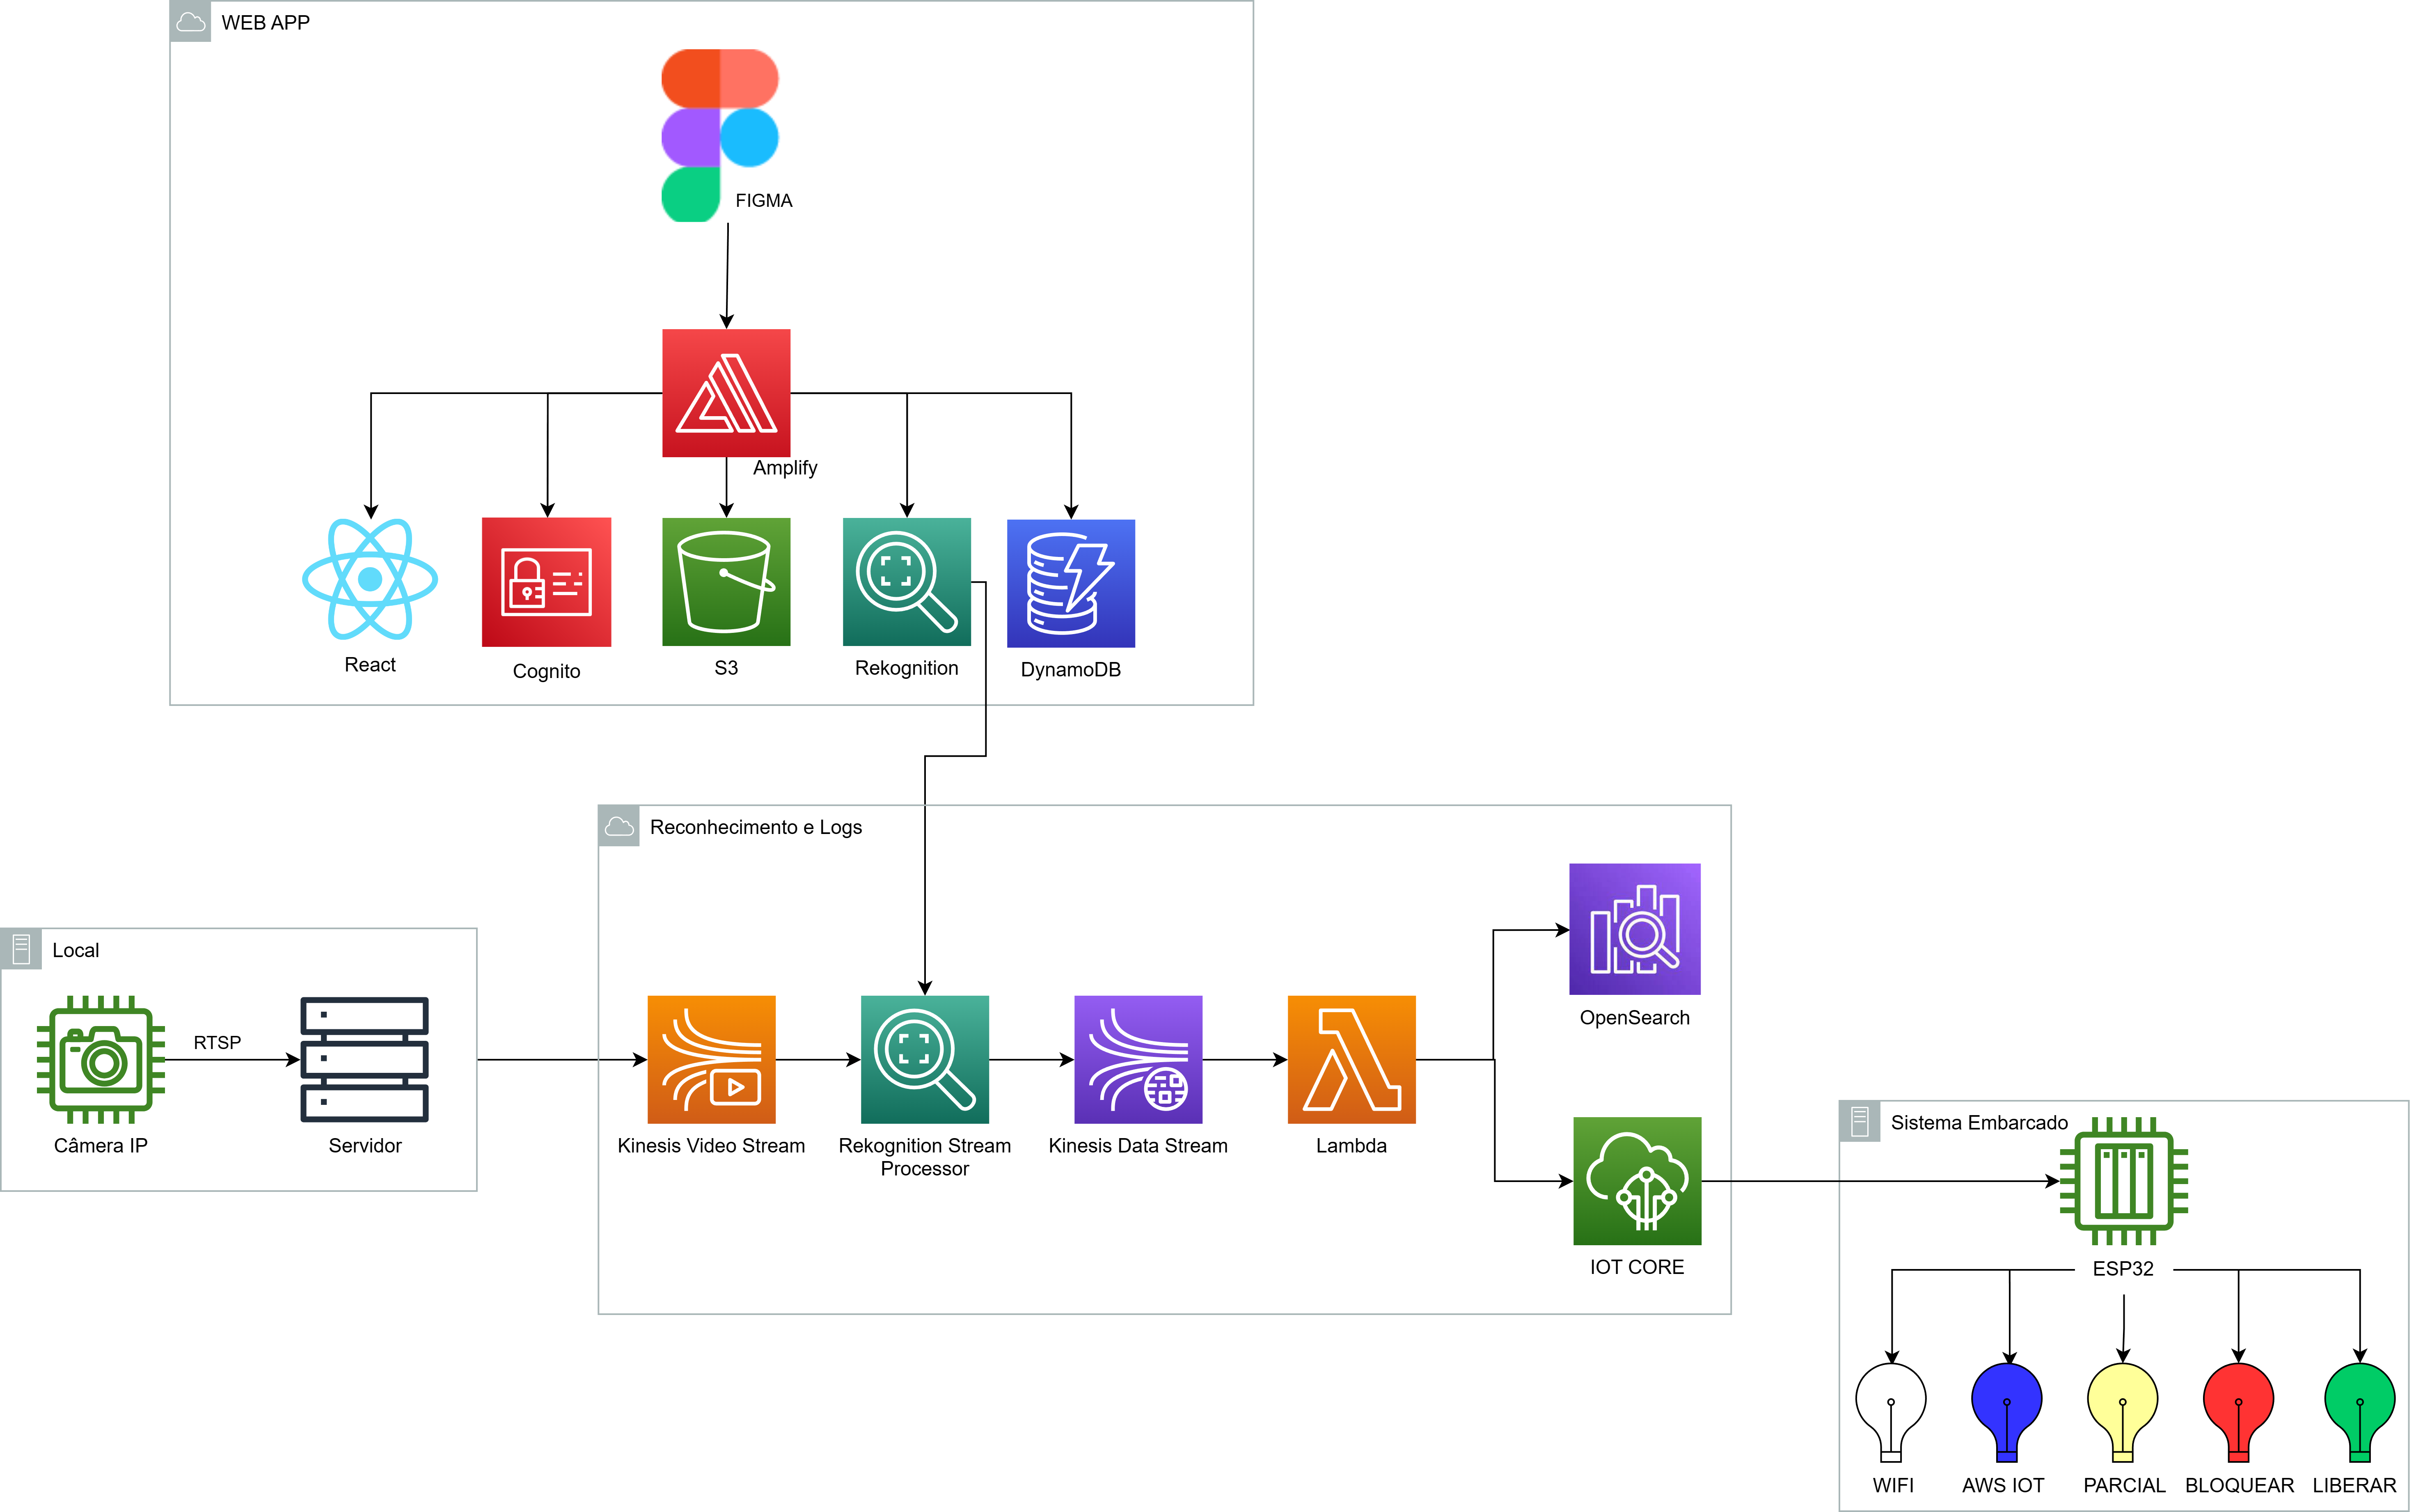 WEB APP
FIGMA
Amplify
React
Cognito
S3
Rekognition
DynamoDB
Reconhecimento e Logs
Local
RTSP
Câmera IP
Servidor
Kinesis Video Stream
Rekognition Stream
Processor
Kinesis Data Stream
Lambda
OpenSearch
IOT CORE
Sistema Embarcado
ESP32
WIFI
AWS IOT
PARCIAL
BLOQUEAR
LIBERAR